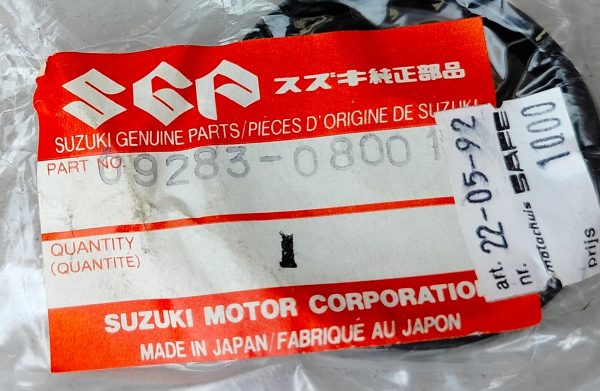 SGP スズキ純正部品
SUZUKI GENUINE PARTS/PIÈCES D'ORIGINE DE SUZUKI
PART NO. 09283-08001
QUANTITY
(QUANTITÉ)
1
SUZUKI MOTOR CORPORATION
MADE IN JAPAN/FABRIQUÉ AU JAPON
art. 22-05-92
nr.
motorhuis SAFE
prijs 1000